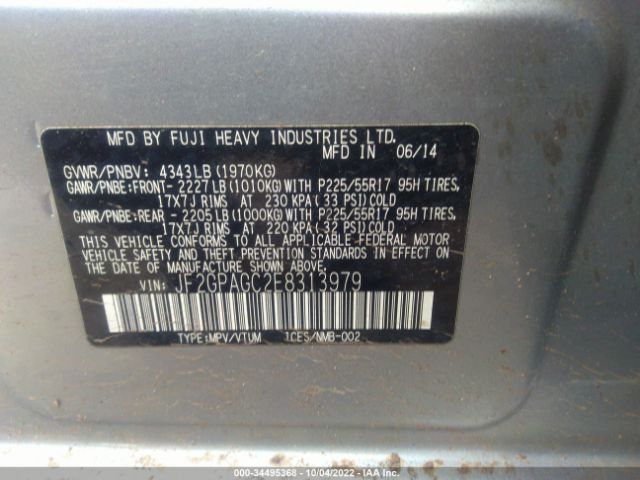 MFD BY FUJI HEAVY INDUSTRIES LTD.
MFD IN 06/14
GVWR/PNBV: 4343LB (1970KG)
GAWR/PNBE:FRONT- 2227LB (1010KG) WITH P225/55R17 95H TIRES,
17X7J RIMS AT 230 KPA (33 PSI) COLD
GAWR/PNBE:REAR - 2205LB (1000KG) WITH P225/55R17 95H TIRES,
17X7J RIMS AT 220 KPA (32 PSI) COLD
THIS VEHICLE CONFORMS TO ALL APPLICABLE-FEDERAL MOTOR
VEHICLE SAFETY AND THEFT PREVENTION STANDARDS IN EFFECT ON
THE DATE OF MANUFACTURE SHOWN ABOVE.
VIN: JF2GPAGC2E8313979
TYPE:MPV/VTUM ICES/NMB-002
000-34495368 - 10/04/2022 - IAA Inc.